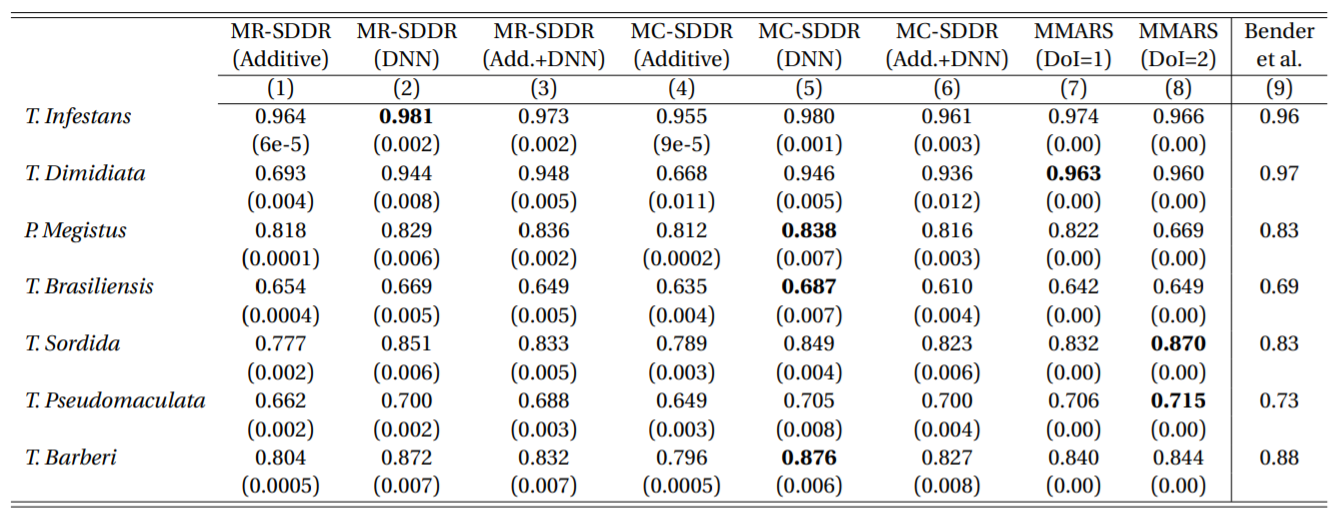 MR-SDDR MR-SDDR MR-SDDR MC-SDDR MC-SDDR MC-SDDR MMARS MMARS Bender
(Additive) (DNN) (Add.+DNN) (Additive) (DNN) (Add.+DNN) (DoI=1) (DoI=2) et al.
(1) (2) (3) (4) (5) (6) (7) (8) (9)
T. Infestans 0.964 0.981 0.973 0.955 0.980 0.961 0.974 0.966 0.96
(6e-5) (0.002) (0.002) (9e-5) (0.001) (0.003) (0.00) (0.00)
T. Dimidiata 0.693 0.944 0.948 0.668 0.946 0.936 0.963 0.960 0.97
(0.004) (0.008) (0.005) (0.011) (0.005) (0.012) (0.00) (0.00)
P. Megistus 0.818 0.829 0.836 0.812 0.838 0.816 0.822 0.669 0.83
(0.0001) (0.006) (0.002) (0.0002) (0.007) (0.003) (0.00) (0.00)
T. Brasiliensis 0.654 0.669 0.649 0.635 0.687 0.610 0.642 0.649 0.69
(0.0004) (0.005) (0.005) (0.004) (0.007) (0.004) (0.00) (0.00)
T. Sordida 0.777 0.851 0.833 0.789 0.849 0.823 0.832 0.870 0.83
(0.002) (0.006) (0.005) (0.003) (0.004) (0.006) (0.00) (0.00)
T. Pseudomaculata 0.662 0.700 0.688 0.649 0.705 0.700 0.706 0.715 0.73
(0.002) (0.002) (0.003) (0.003) (0.008) (0.004) (0.00) (0.00)
T. Barberi 0.804 0.872 0.832 0.796 0.876 0.827 0.840 0.844 0.88
(0.0005) (0.007) (0.007) (0.0005) (0.006) (0.008) (0.00) (0.00)